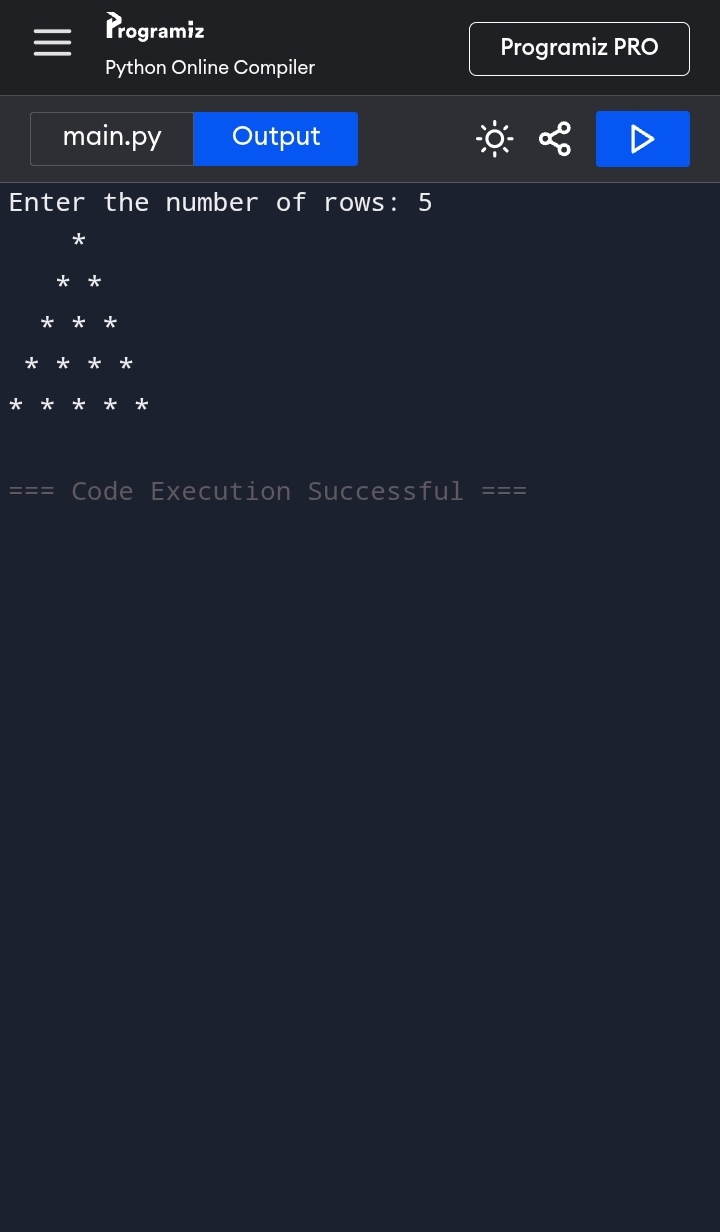 Programiz
Python Online Compiler
Programiz PRO
main.py
Output
Enter the number of rows: 5
    *
   * *
  * * *
 * * * *
* * * * *
=== Code Execution Successful ===